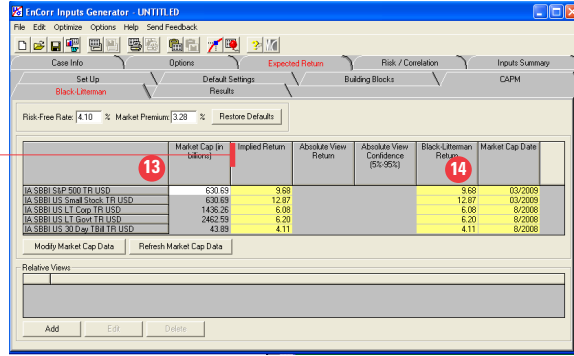 EnCorr Inputs Generator - UNTITLED
File Edit Optimize Options Help Send Feedback
Case Info Options Expected Return Risk / Correlation Inputs Summary
Set Up Default Settings Building Blocks CAPM
Black-Litterman Results
Risk-Free Rate: 4.10 % Market Premium: 3.28 % Restore Defaults
Market Cap (in Implied Return Absolute View Absolute View Black-Litterman Market Cap Date
billions) Return Confidence Return
(5%-95%)
13 14
IA SBBI S&P 500 TR USD 630.69 9.68 9.68 03/2009
IA SBBI US Small Stock TR USD 630.69 12.87 12.87 03/2009
IA SBBI US LT Corp TR USD 1436.26 6.08 6.08 8/2008
IA SBBI US LT Govt TR USD 2462.59 6.20 6.20 8/2008
IA SBBI US 30 Day TBill TR USD 43.89 4.11 4.11 8/2008
Modify Market Cap Data Refresh Market Cap Data
Relative Views
Add Edit Delete